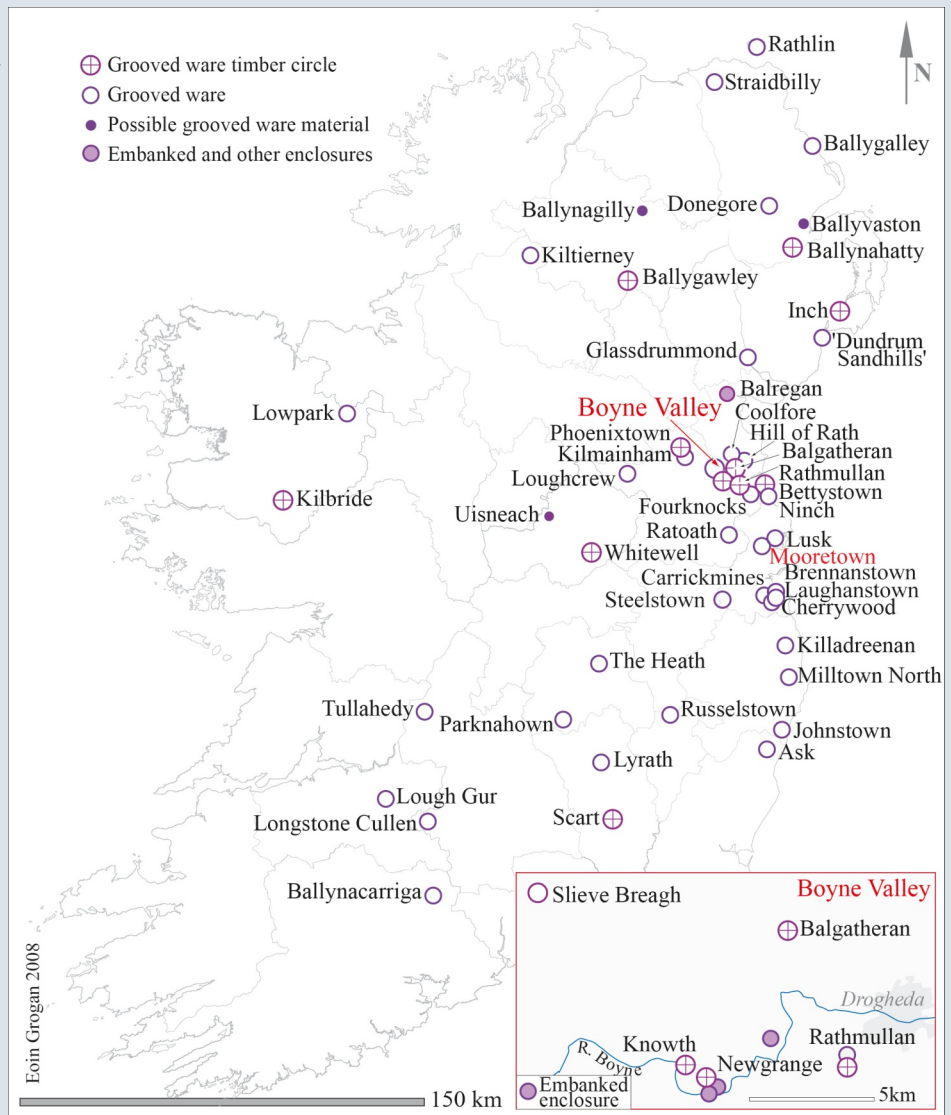 Grooved ware timber circle
Grooved ware
Possible grooved ware material
Embanked and other enclosures
N
Rathlin
Straidbilly
Ballygalley
Donegore
Ballynagilly
Ballyvaston
Ballynahatty
Kiltierney
Ballygawley
Inch
'Dundrum
Sandhills'
Glassdrummond
Balregan
Boyne Valley
Coolfore
Lowpark
Hill of Rath
Phoenixtown
Balgatheran
Kilmainham
Rathmullan
Loughcrew
Bettystown
Kilbride
Fourknocks
Ninch
Uisneach
Ratoath
Lusk
Whitewell
Mooretown
Carrickmines
Brennanstown
Laughanstown
Steelstown
Cherrywood
Killadreenan
The Heath
Milltown North
Tullahedy
Parknahown
Russelstown
Johnstown
Ask
Lyrath
Lough Gur
Longstone Cullen
Scart
Ballynacarriga
Boyne Valley
Slieve Breagh
Balgatheran
Drogheda
Rathmullan
Knowth
R. Boyne
Newgrange
Embanked
enclosure
5km
150 km
Eoin Grogan 2008